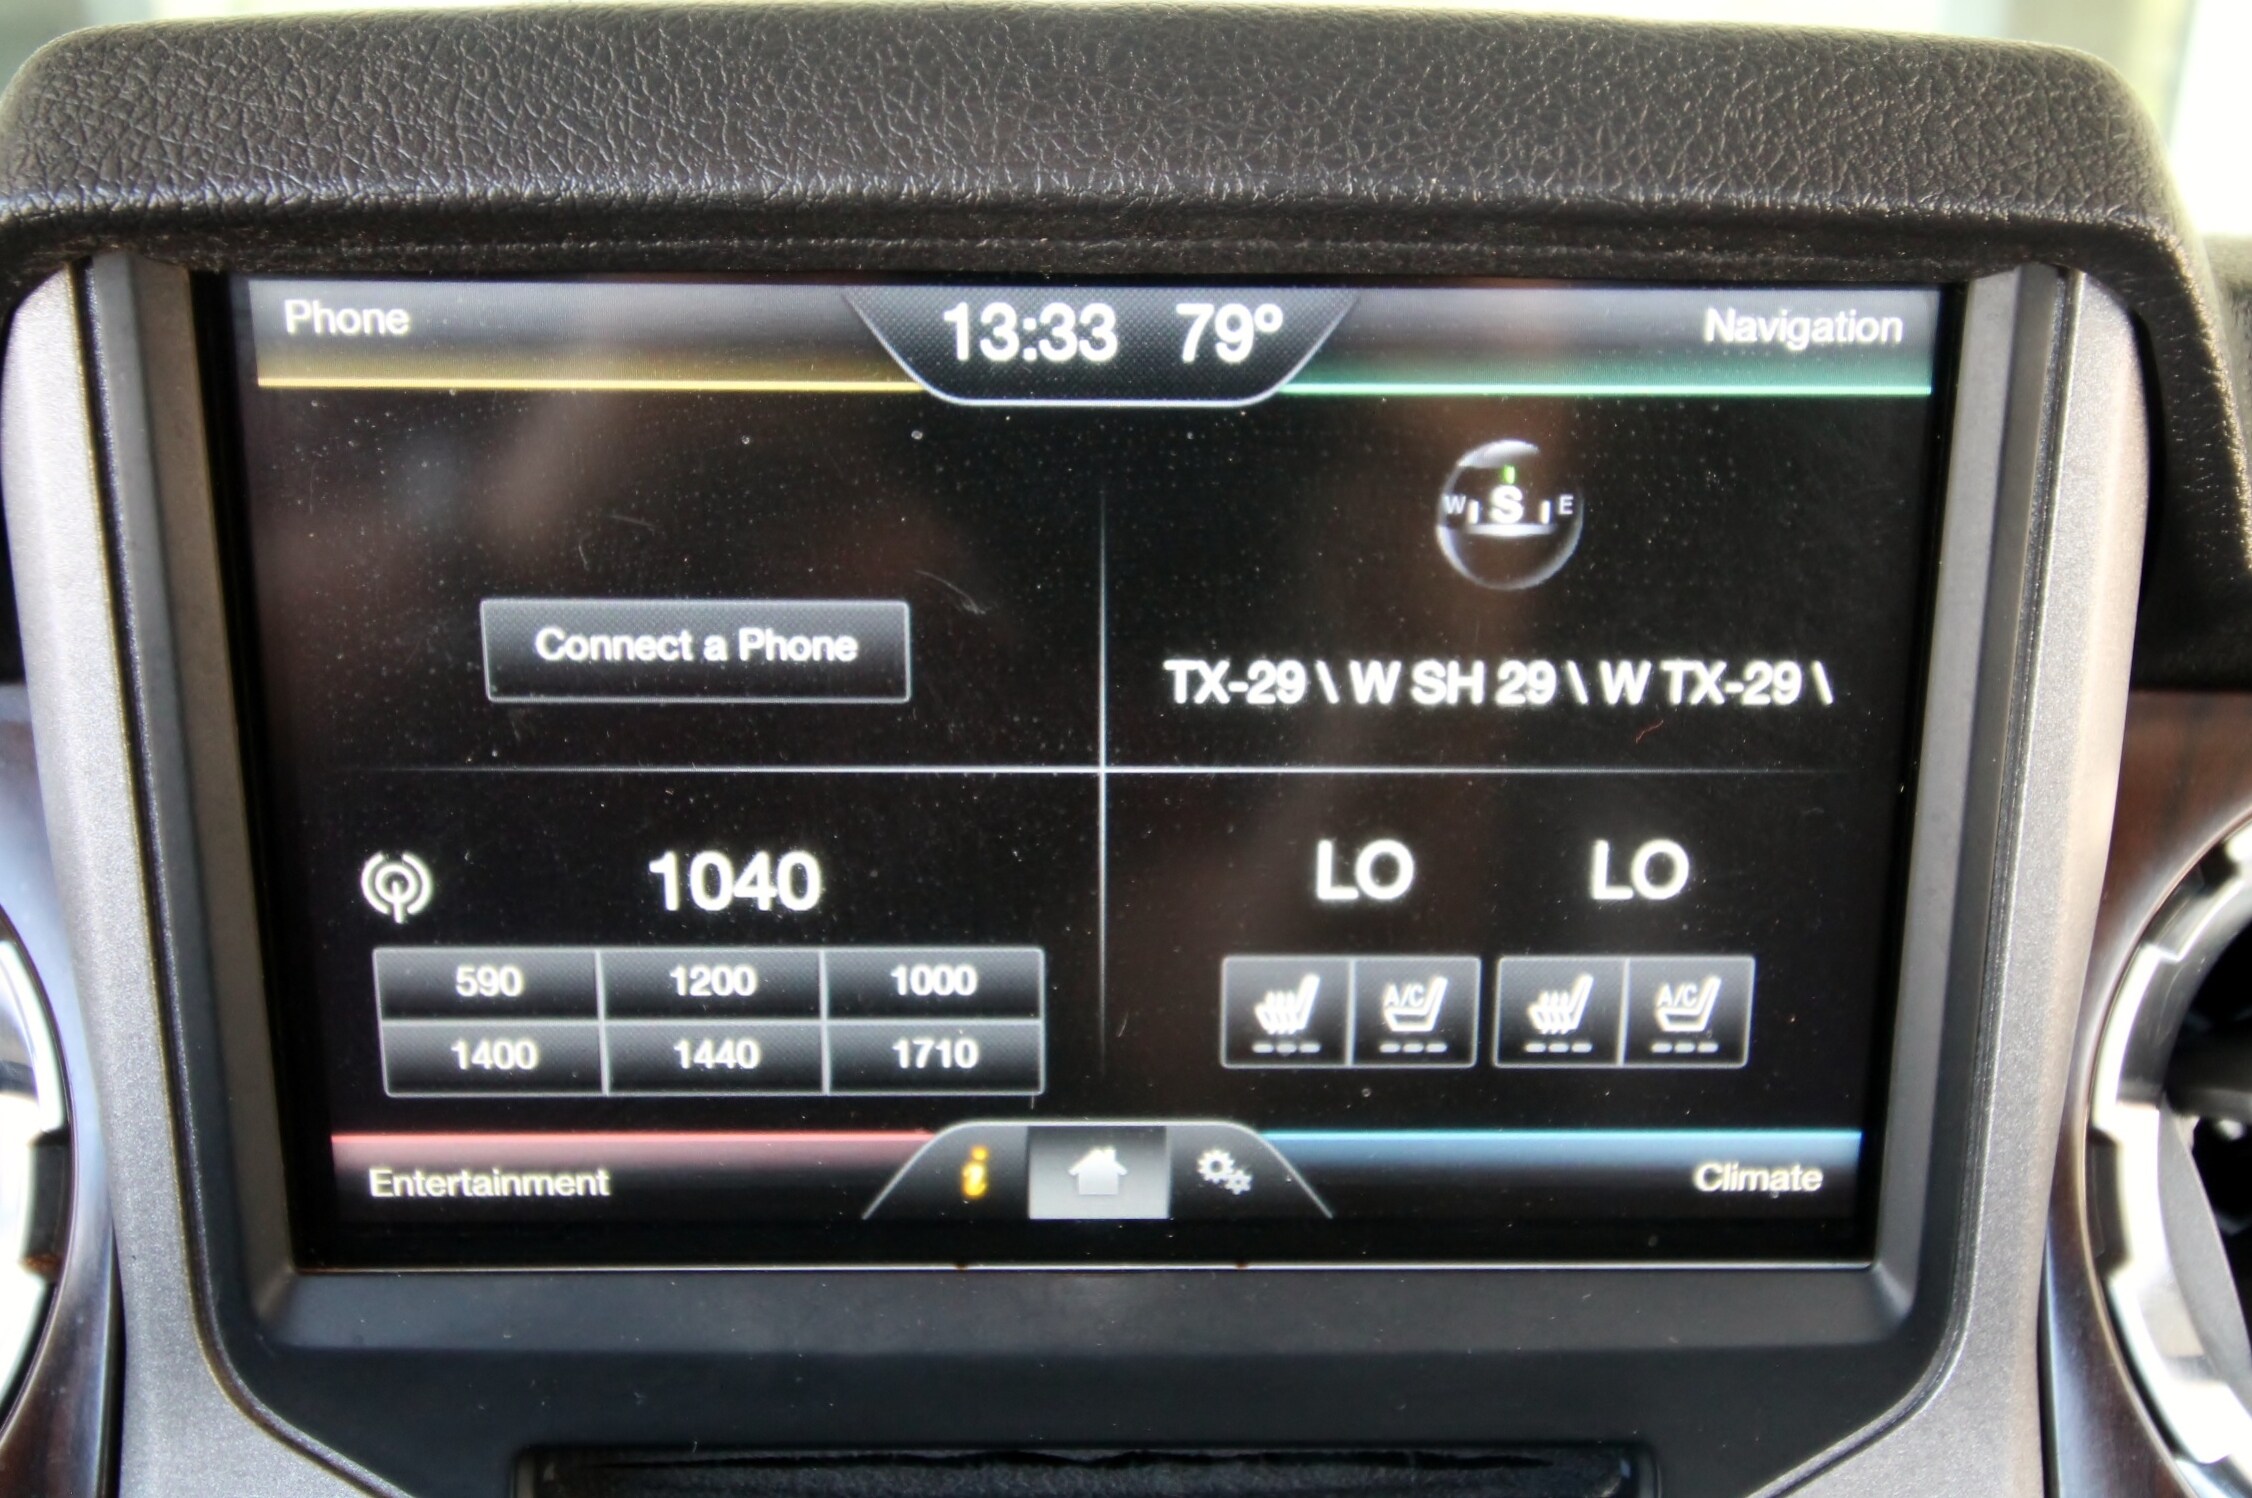 Phone
13:33 79°
Navigation
W S E
Connect a Phone
TX-29 \ W SH 29 \ W TX-29 \
1040
590 1200 1000
1400 1440 1710
LO LO
A/C A/C
Entertainment
i
Climate